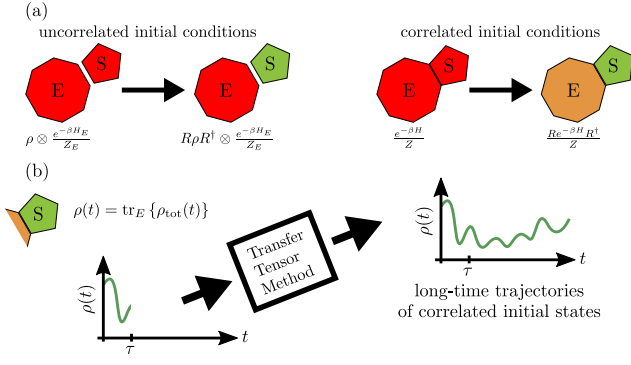 (a)
uncorrelated initial conditions
correlated initial conditions
E S E S E S E S
ρ ⊗ e^{-βH_E}/Z_E
RρR† ⊗ e^{-βH_E}/Z_E
e^{-βH}/Z
Re^{-βH}R†/Z
(b)
S
ρ(t) = tr_E {ρ_tot(t)}
ρ(t)
τ
t
Transfer
Tensor
Method
ρ(t)
τ
t
long-time trajectories
of correlated initial states